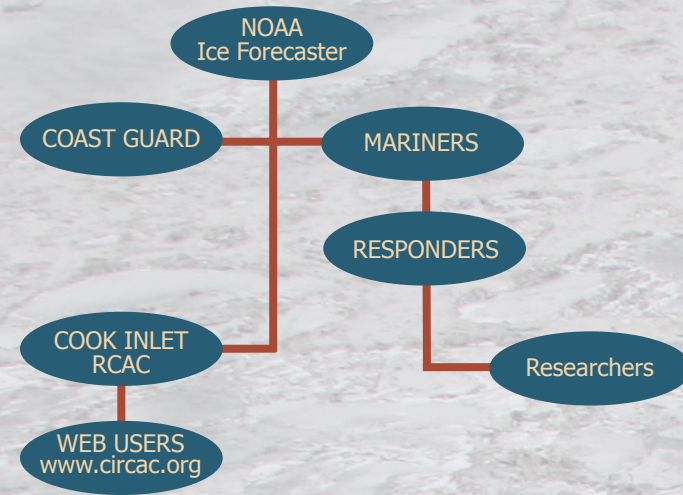 NOAA
Ice Forecaster
COAST GUARD
MARINERS
RESPONDERS
COOK INLET
RCAC
Researchers
WEB USERS
www.circac.org